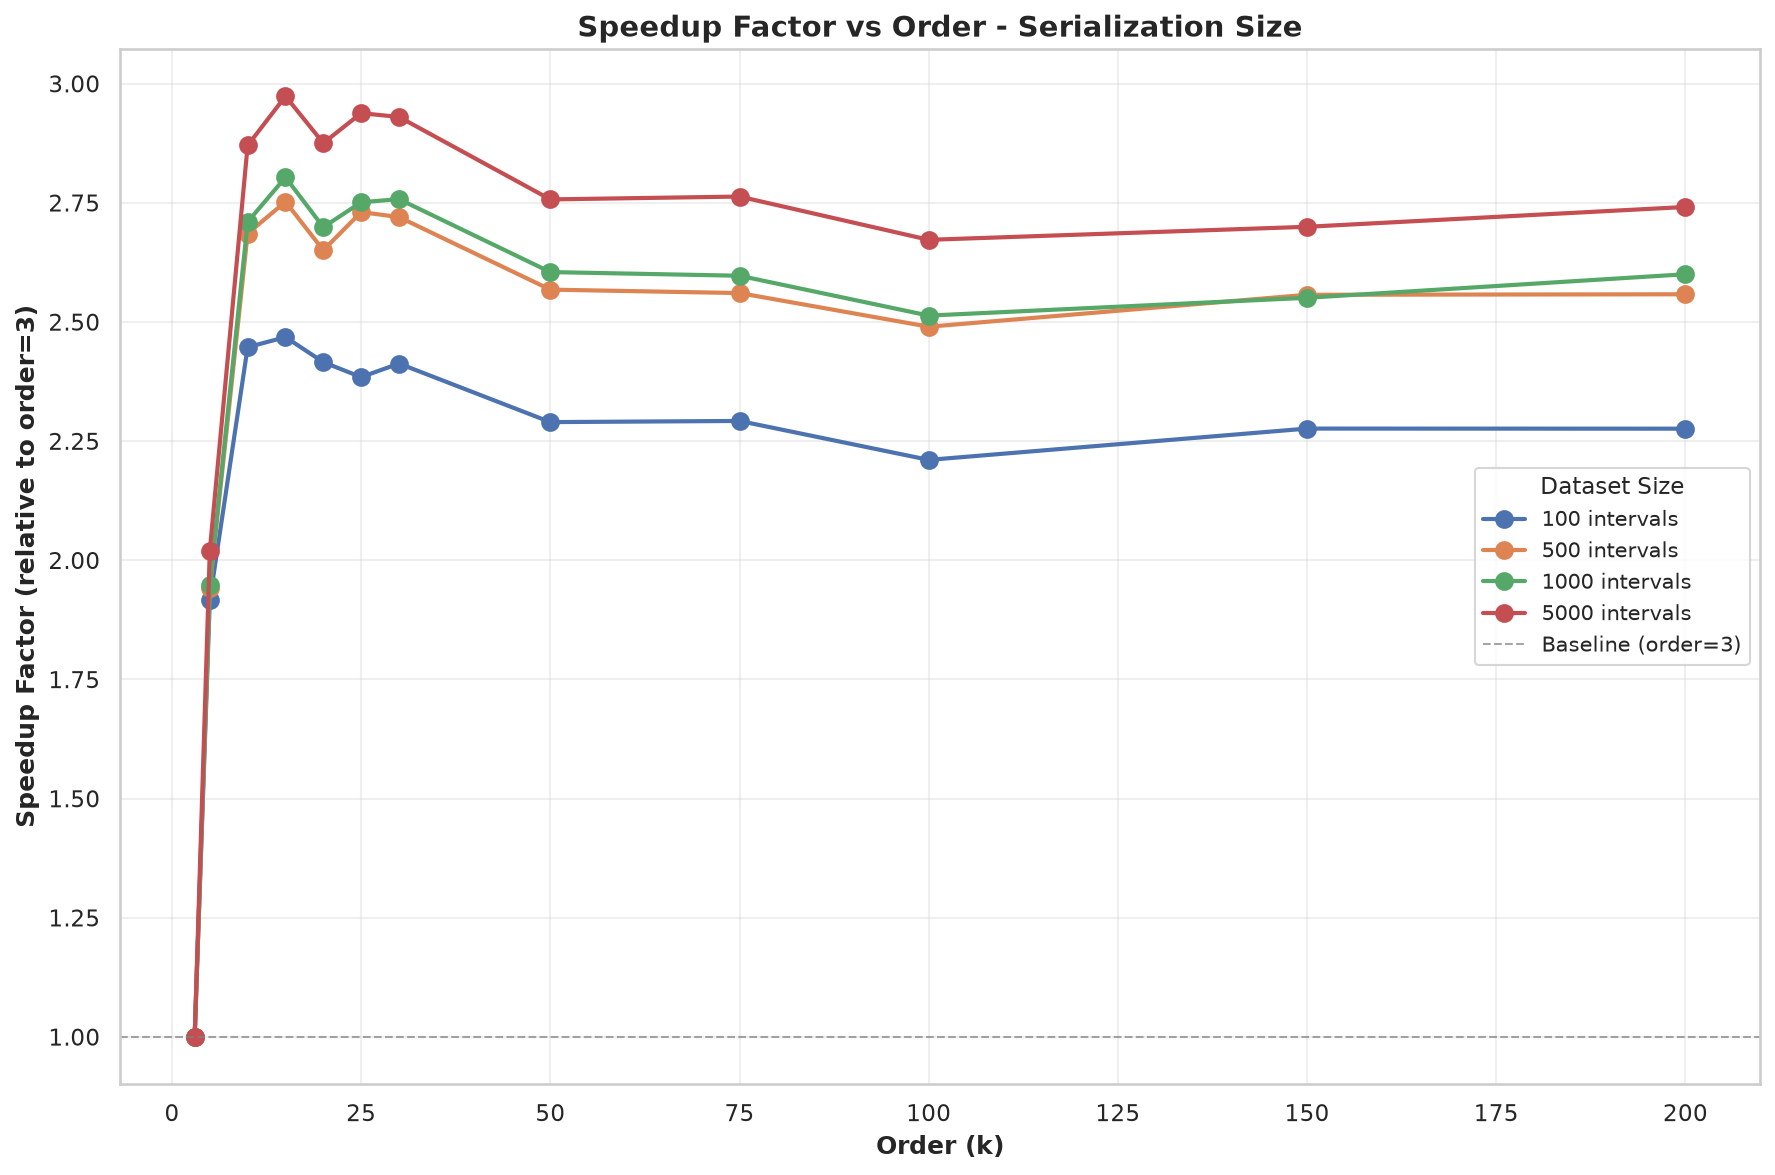 Speedup Factor vs Order - Serialization Size
Speedup Factor (relative to order=3)
3.00
2.75
2.50
2.25
2.00
1.75
1.50
1.25
1.00
Dataset Size
100 intervals
500 intervals
1000 intervals
5000 intervals
Baseline (order=3)
0 25 50 75 100 125 150 175 200
Order (k)